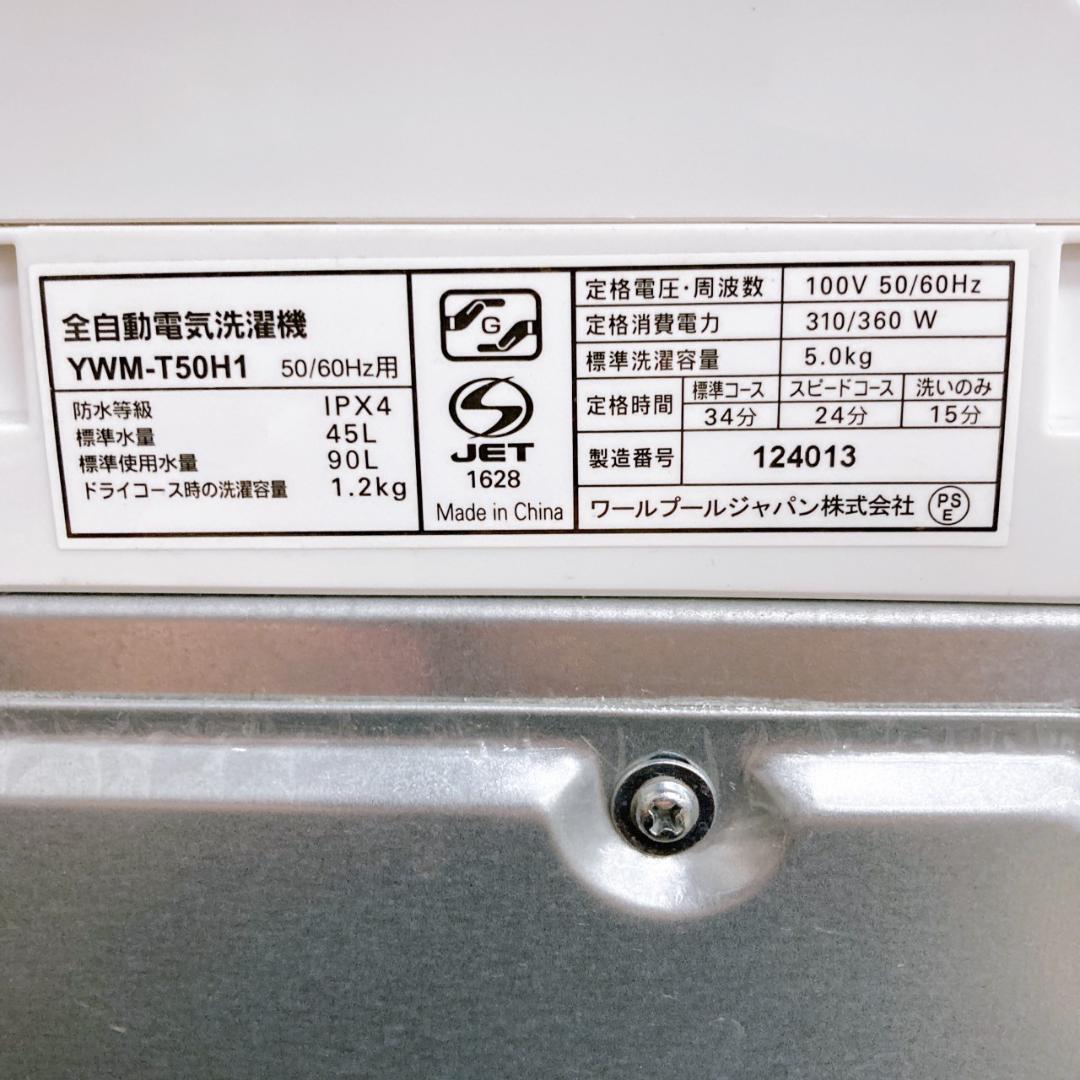 全自動電気洗濯機
YWM-T50H1 50/60Hz用
防水等級 IPX4
標準水量 45L
標準使用水量 90L
ドライコース時の洗濯容量 1.2kg
G
JET
1628
Made in China
定格電圧・周波数 100V 50/60Hz
定格消費電力 310/360 W
標準洗濯容量 5.0kg
定格時間 標準コース スピードコース 洗いのみ
34分 24分 15分
製造番号 124013
ワールプールジャパン株式会社 PSE